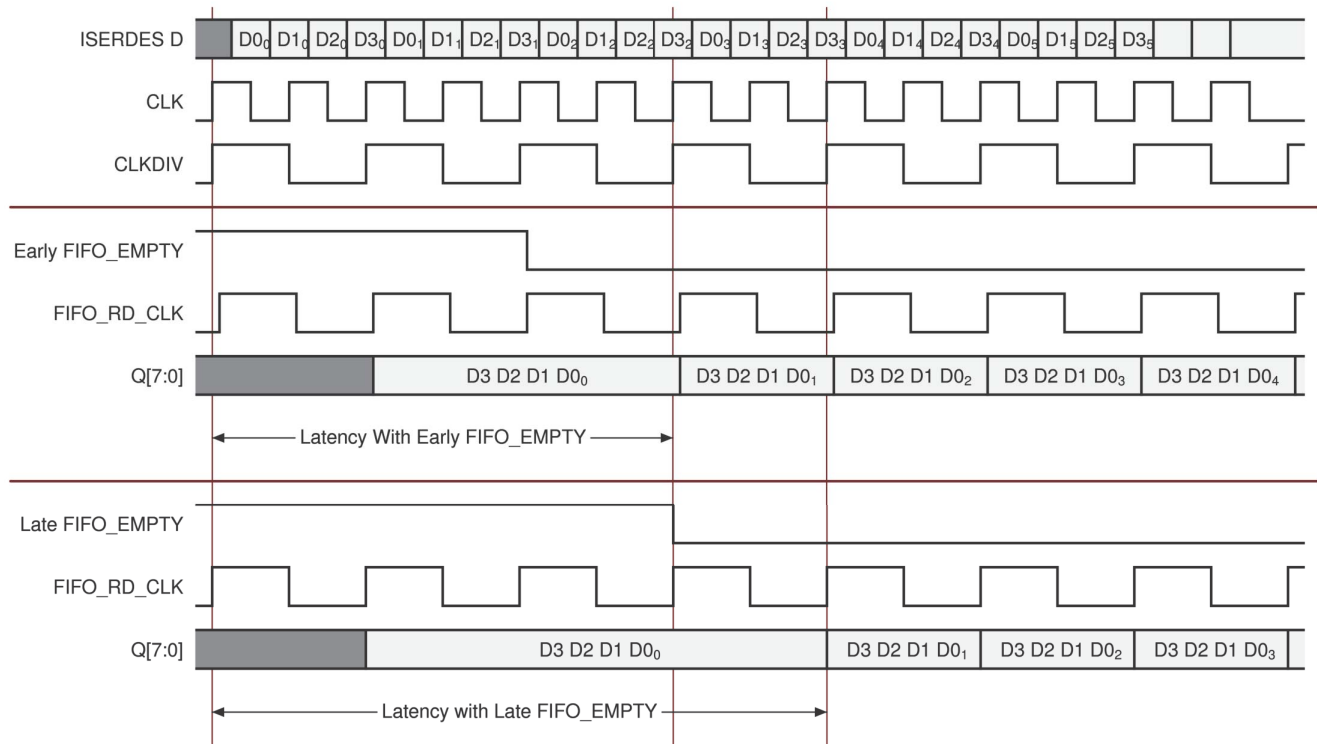 ISERDES D D0₀ D1₀ D2₀ D3₀ D0₁ D1₁ D2₁ D3₁ D0₂ D1₂ D2₂ D3₂ D0₃ D1₃ D2₃ D3₃ D0₄ D1₄ D2₄ D3₄ D0₅ D1₅ D2₅ D3₅
CLK
CLKDIV
Early FIFO_EMPTY
FIFO_RD_CLK
Q[7:0] D3 D2 D1 D0₀ D3 D2 D1 D0₁ D3 D2 D1 D0₂ D3 D2 D1 D0₃ D3 D2 D1 D0₄
Latency With Early FIFO_EMPTY
Late FIFO_EMPTY
FIFO_RD_CLK
Q[7:0] D3 D2 D1 D0₀ D3 D2 D1 D0₁ D3 D2 D1 D0₂ D3 D2 D1 D0₃
Latency with Late FIFO_EMPTY